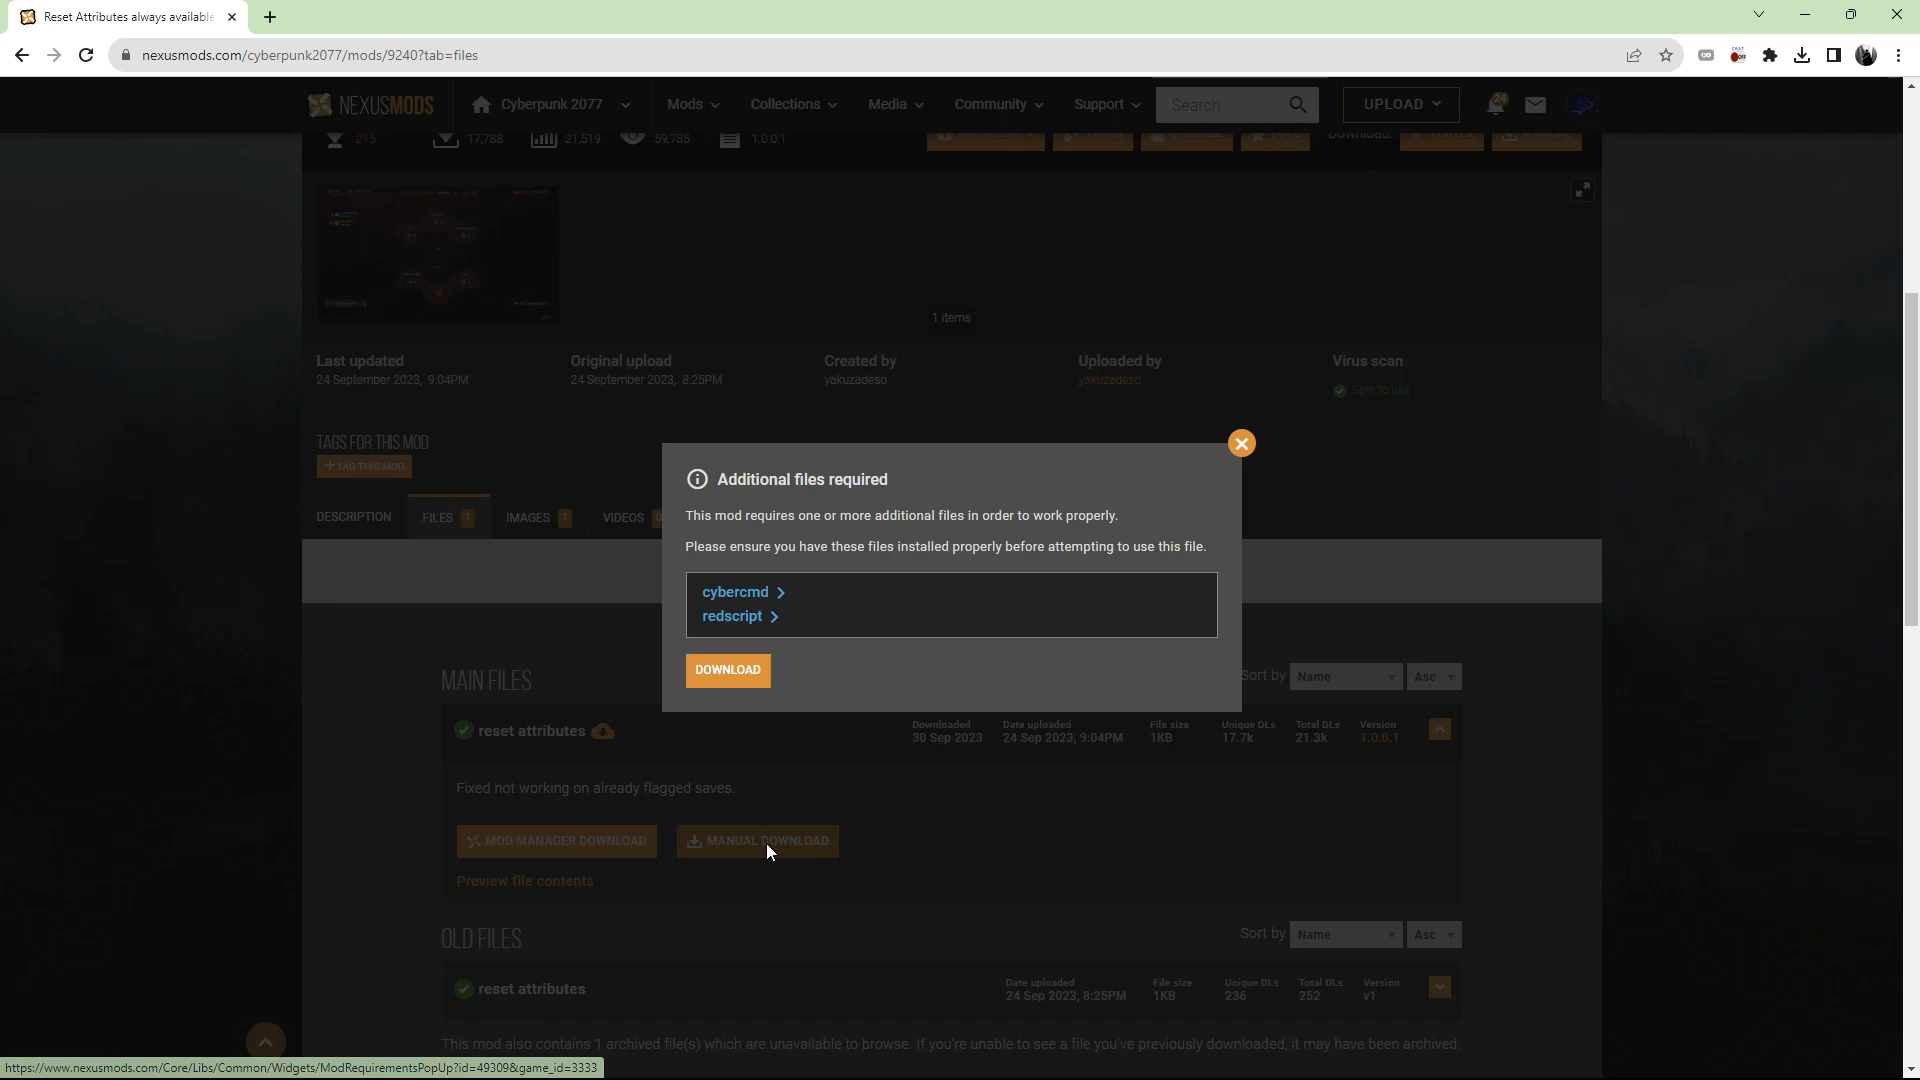 Reset Attributes always available
nexusmods.com/cyberpunk2077/mods/9240?tab=files
NEXUSMODS
Cyberpunk 2077
Mods
Collections
Media
Community
Support
Search
UPLOAD
24
215
17,788
21,519
59,785
1.0.0.1
Download:
1 items
Last updated
24 September 2023, 9:04PM
Original upload
24 September 2023, 8:25PM
Created by
yakuzadeso
Uploaded by
yakuzadeso
Virus scan
Safe to use
TAGS FOR THIS MOD
+ TAG THIS MOD
DESCRIPTION
FILES 1
IMAGES 1
VIDEOS 0
Additional files required
This mod requires one or more additional files in order to work properly.
Please ensure you have these files installed properly before attempting to use this file.
cybercmd
redscript
DOWNLOAD
MAIN FILES
Sort by Name Asc
reset attributes
Downloaded
30 Sep 2023
Date uploaded
24 Sep 2023, 9:04PM
File size
1KB
Unique DLs
17.7k
Total DLs
21.3k
Version
1.0.0.1
Fixed not working on already flagged saves.
MOD MANAGER DOWNLOAD
MANUAL DOWNLOAD
Preview file contents
OLD FILES
Sort by Name Asc
reset attributes
Date uploaded
24 Sep 2023, 8:25PM
File size
1KB
Unique DLs
236
Total DLs
252
Version
v1
This mod also contains 1 archived file(s) which are unavailable to browse. If you're unable to see a file you've previously downloaded, it may have been archived.
https://www.nexusmods.com/Core/Libs/Common/Widgets/ModRequirementsPopUp?id=49309&game_id=3333